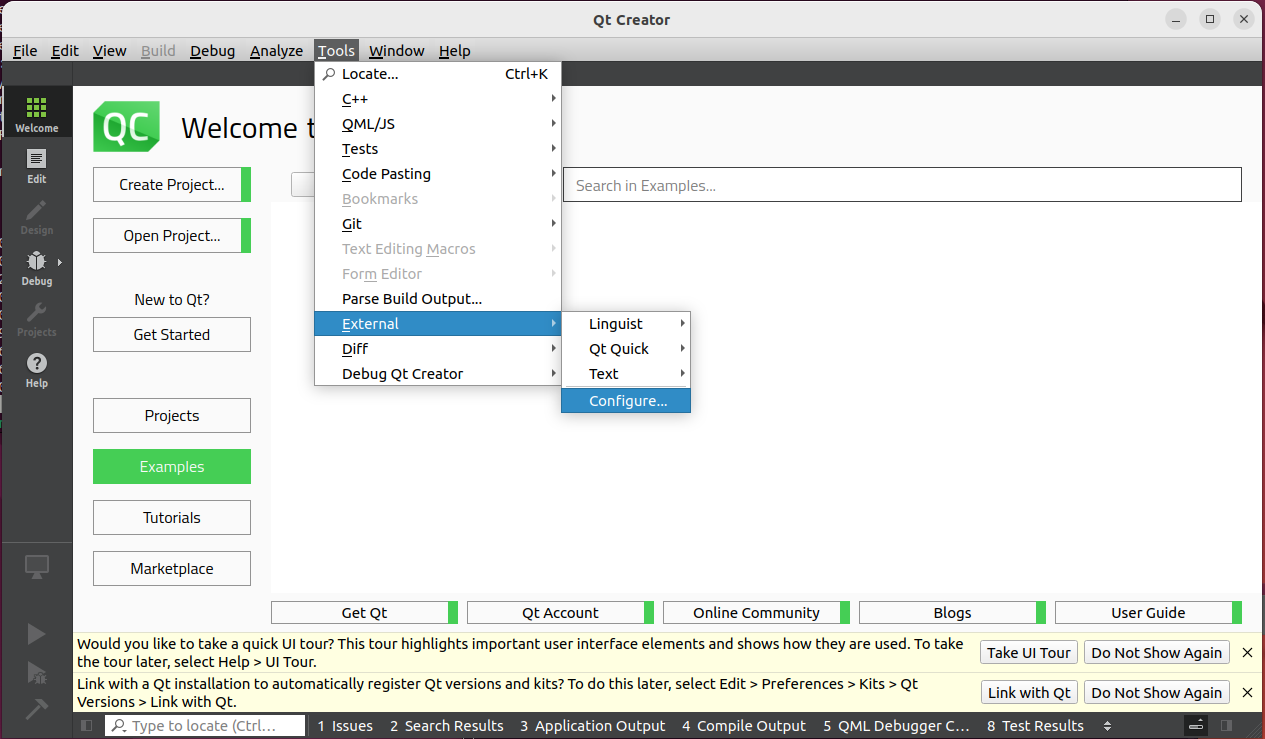 Qt Creator
File Edit View Build Debug Analyze Tools Window Help
Locate... Ctrl+K
C++
QML/JS
Tests
Code Pasting
Bookmarks
Git
Text Editing Macros
Form Editor
Parse Build Output...
External
Diff
Debug Qt Creator
Linguist
Qt Quick
Text
Configure...
Welcome
Edit
Design
Debug
Projects
Help
QC
Welcome t
Create Project...
Open Project...
New to Qt?
Get Started
Projects
Examples
Tutorials
Marketplace
Search in Examples...
Get Qt Qt Account Online Community Blogs User Guide
Would you like to take a quick UI tour? This tour highlights important user interface elements and shows how they are used. To take
the tour later, select Help > UI Tour.
Take UI Tour Do Not Show Again
Link with a Qt installation to automatically register Qt versions and kits? To do this later, select Edit > Preferences > Kits > Qt
Versions > Link with Qt.
Link with Qt Do Not Show Again
Type to locate (Ctrl... 1 Issues 2 Search Results 3 Application Output 4 Compile Output 5 QML Debugger C... 8 Test Results